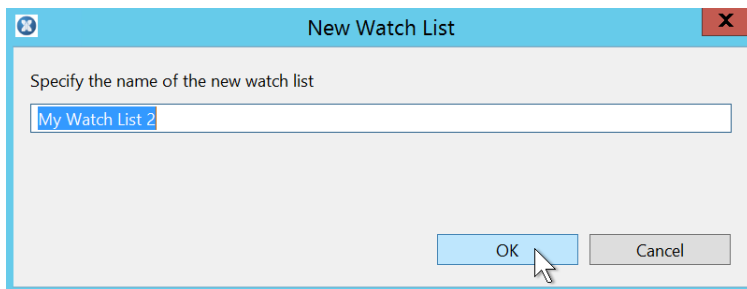 New Watch List
X
Specify the name of the new watch list
My Watch List 2
OK
Cancel